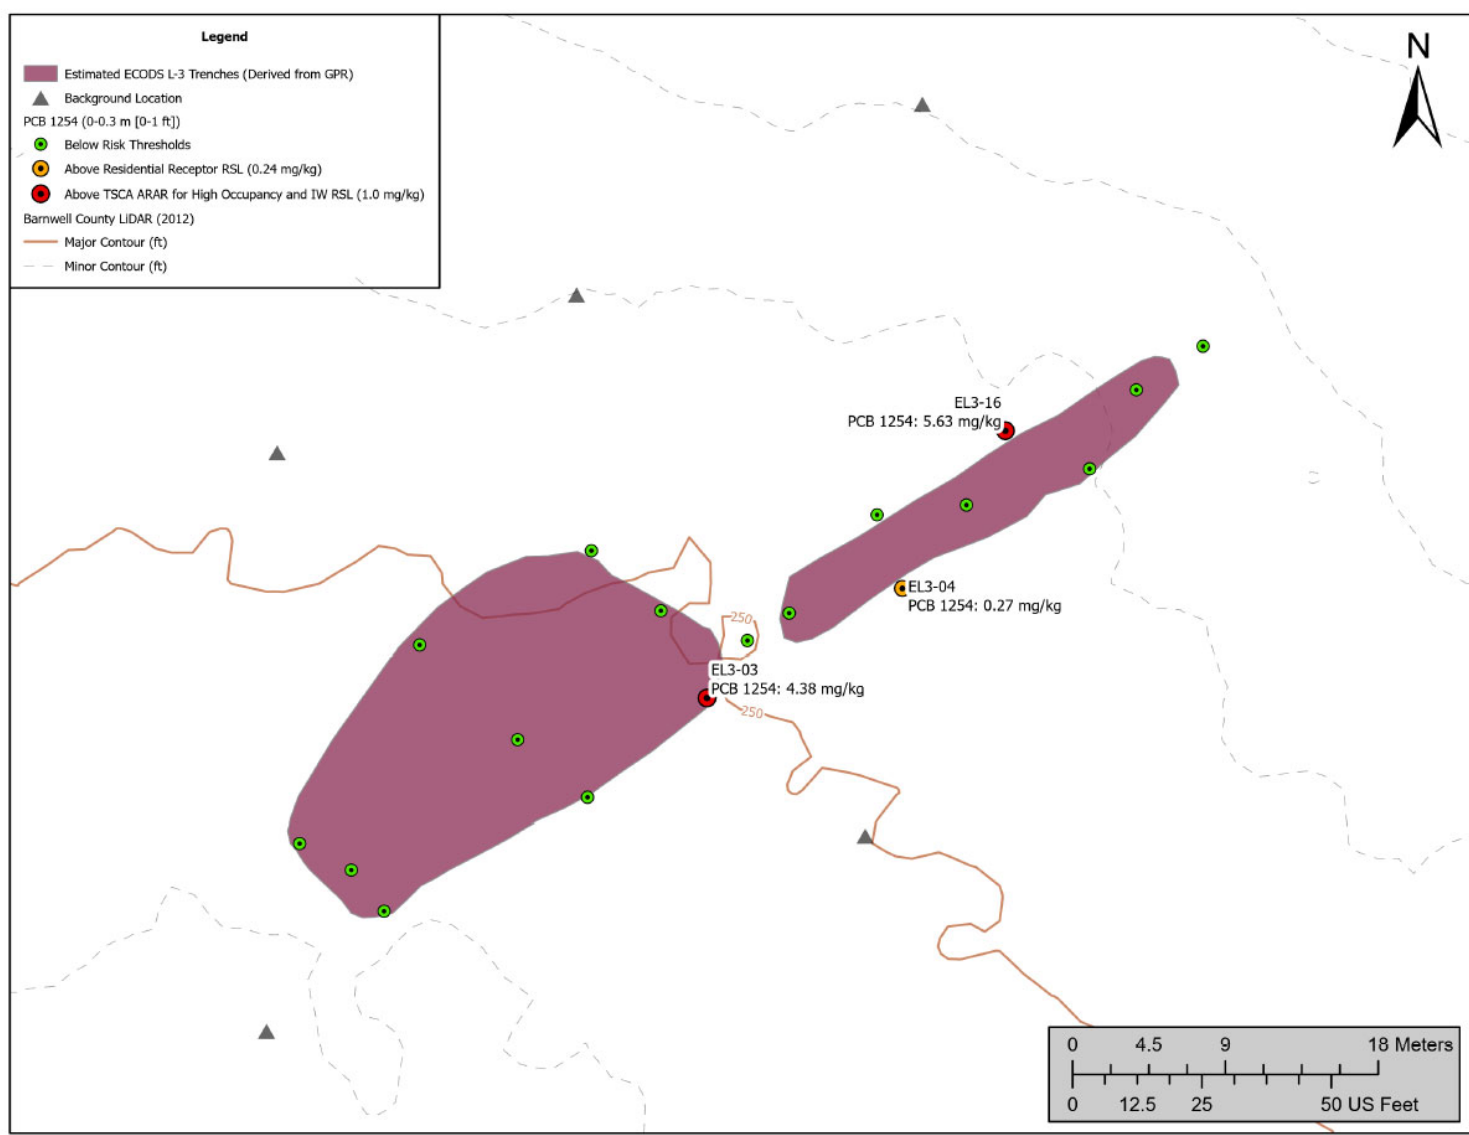 Legend
Estimated ECODS L-3 Trenches (Derived from GPR)
Background Location
PCB 1254 (0-0.3 m [0-1 ft])
Below Risk Thresholds
Above Residential Receptor RSL (0.24 mg/kg)
Above TSCA ARAR for High Occupancy and IW RSL (1.0 mg/kg)
Barnwell County LiDAR (2012)
Major Contour (ft)
Minor Contour (ft)
N
EL3-16
PCB 1254: 5.63 mg/kg
EL3-04
PCB 1254: 0.27 mg/kg
250
EL3-03
PCB 1254: 4.38 mg/kg
250
0 4.5 9 18 Meters
0 12.5 25 50 US Feet